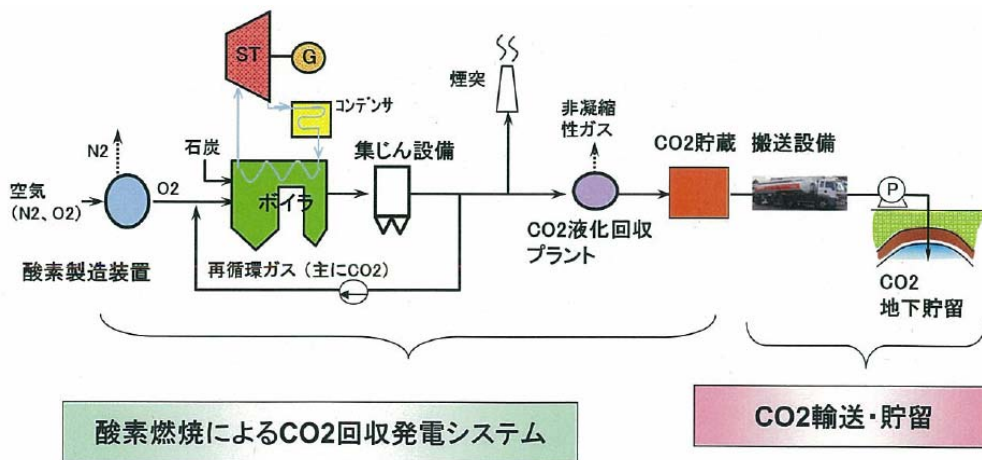 ST
G
コンデンサ
煙突
非凝縮
性ガス
N2
石炭
集じん設備
CO2貯蔵
搬送設備
空気
(N2、O2)
O2
ボイラ
P
酸素製造装置
再循環ガス（主にCO2）
CO2液化回収
プラント
CO2
地下貯留
酸素燃焼によるCO2回収発電システム
CO2輸送・貯留